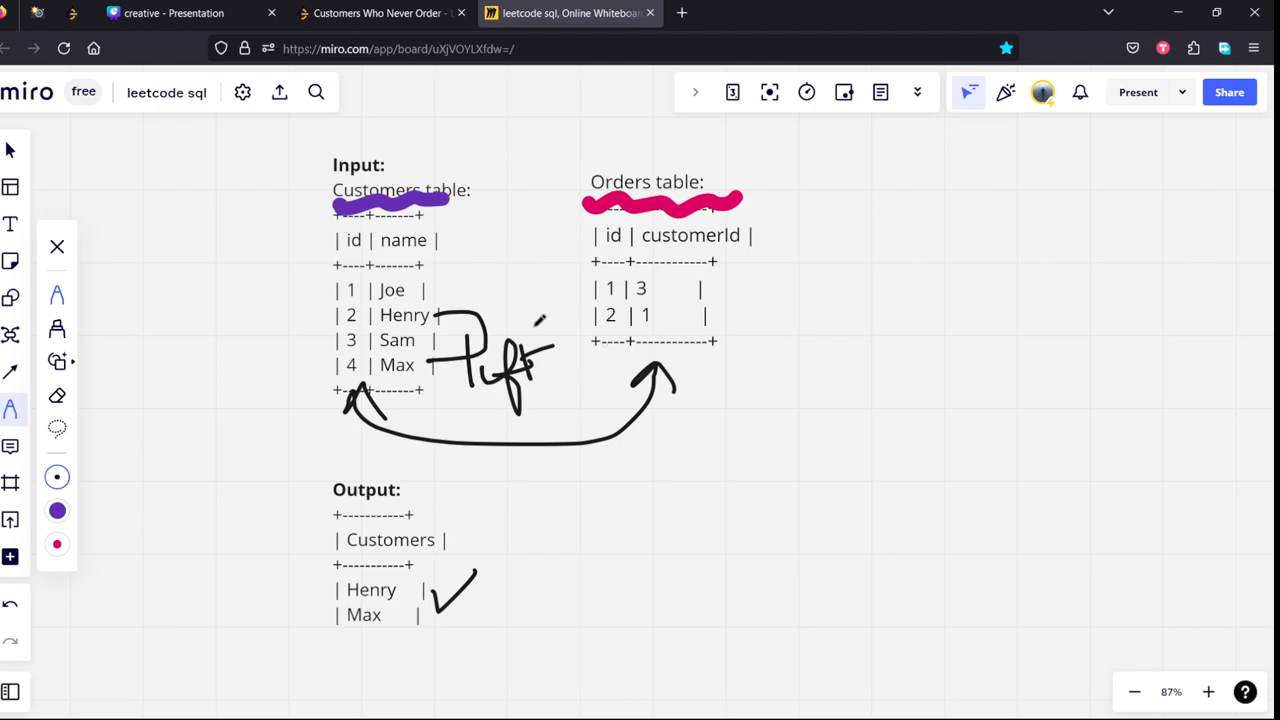 creative - Presentation
Customers Who Never Order -
leetcode sql, Online Whiteboard
https://miro.com/app/board/uXjVOYLXfdw=/
miro
free
leetcode sql
3
Present
Share
Input:
Customers table:
+----+-------+
| id | name |
+----+-------+
| 1 | Joe |
| 2 | Henry |
| 3 | Sam |
| 4 | Max |
+----+-------+
Orders table:
| id | customerId |
+----+------------+
| 1 | 3 |
| 2 | 1 |
+----+------------+
Output:
+-----------+
| Customers |
+-----------+
| Henry |
| Max |
87%